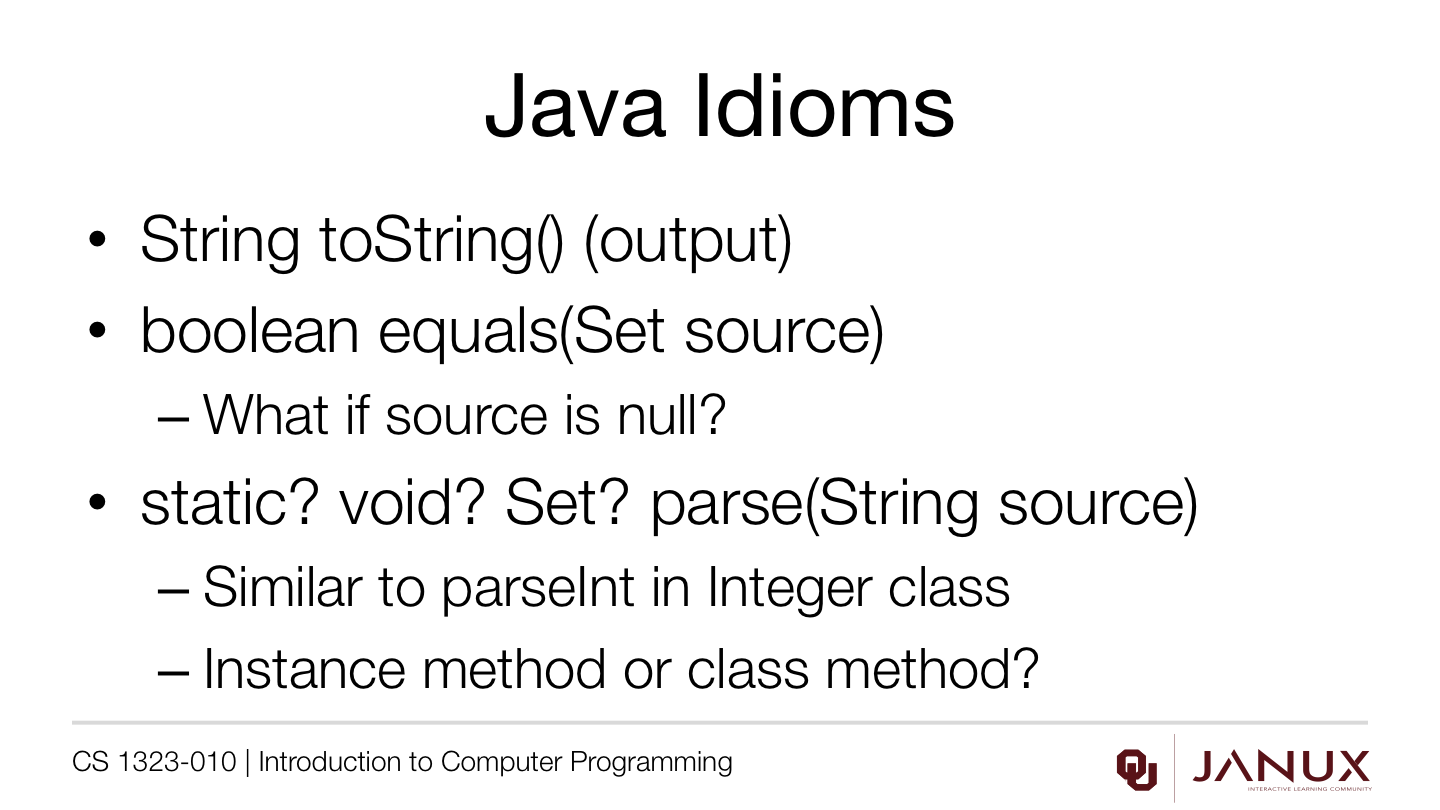 Java Idioms
• String toString() (output)
• boolean equals(Set source)
– What if source is null?
• static? void? Set? parse(String source)
– Similar to parseInt in Integer class
– Instance method or class method?
CS 1323-010 | Introduction to Computer Programming
OU JANUX
INTERACTIVE LEARNING COMMUNITY